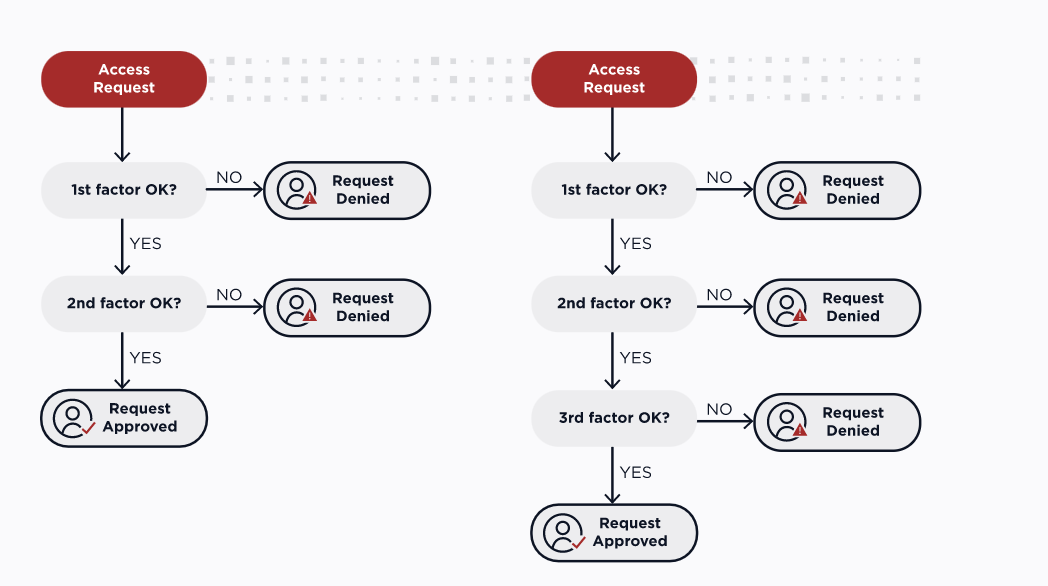 Access
Request
1st factor OK?
NO
Request
Denied
YES
2nd factor OK?
NO
Request
Denied
YES
Request
Approved
Access
Request
1st factor OK?
NO
Request
Denied
YES
2nd factor OK?
NO
Request
Denied
YES
3rd factor OK?
NO
Request
Denied
YES
Request
Approved